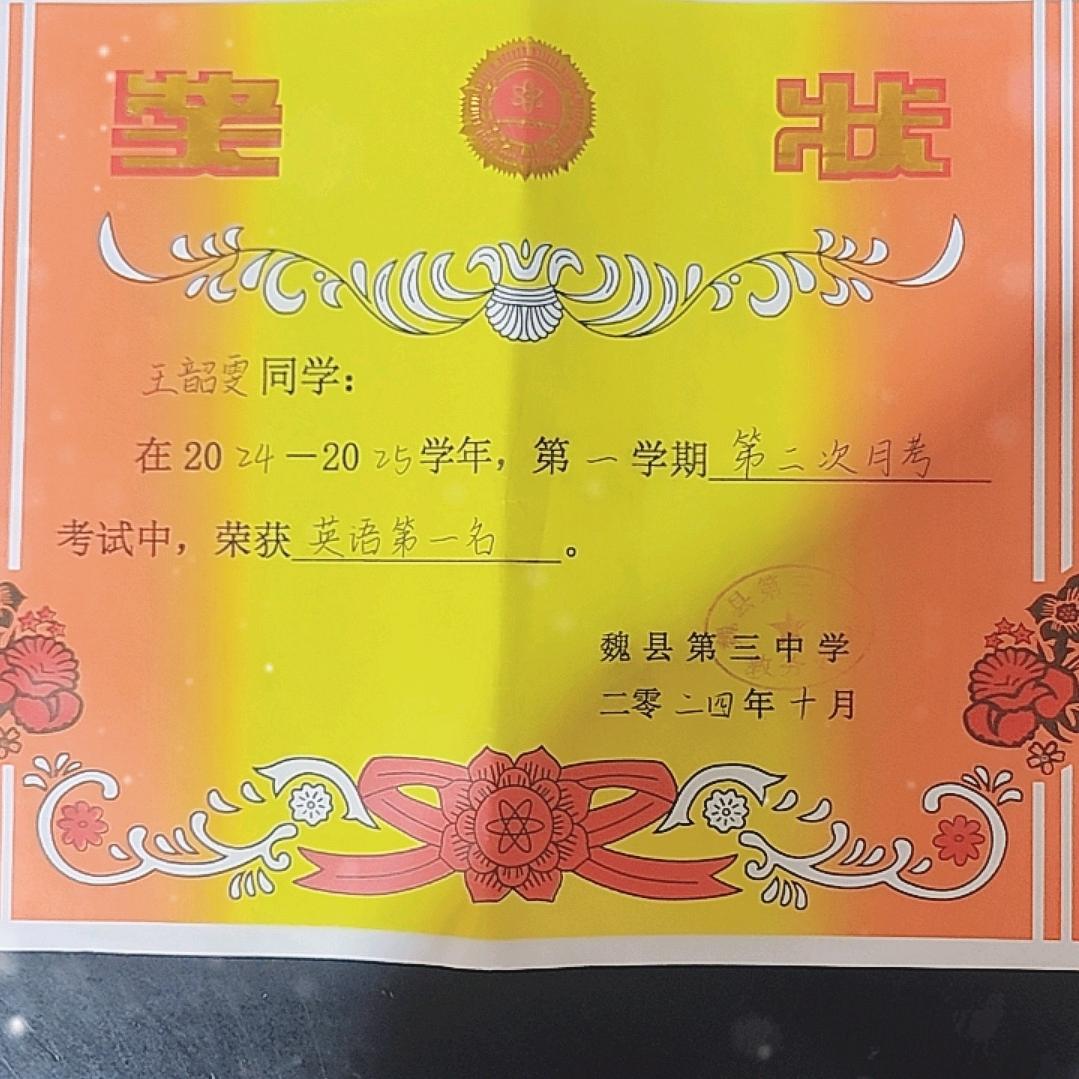 奖状
王韶雯同学：
在2024—2025学年，第一学期第二次月考
考试中，荣获英语第一名。
魏县第三中学
二零二四年十月